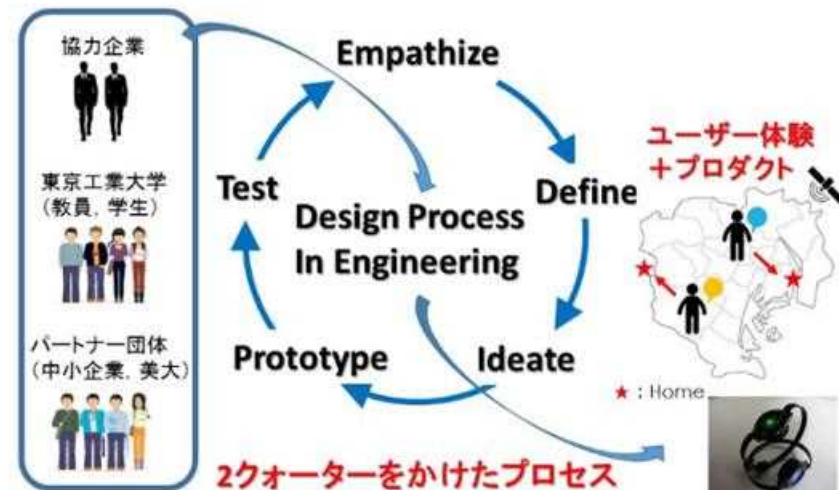 協力企業
東京工業大学
(教員, 学生)
パートナー団体
(中小企業, 美大)
Empathize
Define
Ideate
Prototype
Test
Design Process
In Engineering
2クォーターをかけたプロセス
ユーザー体験
+プロダクト
★ : Home